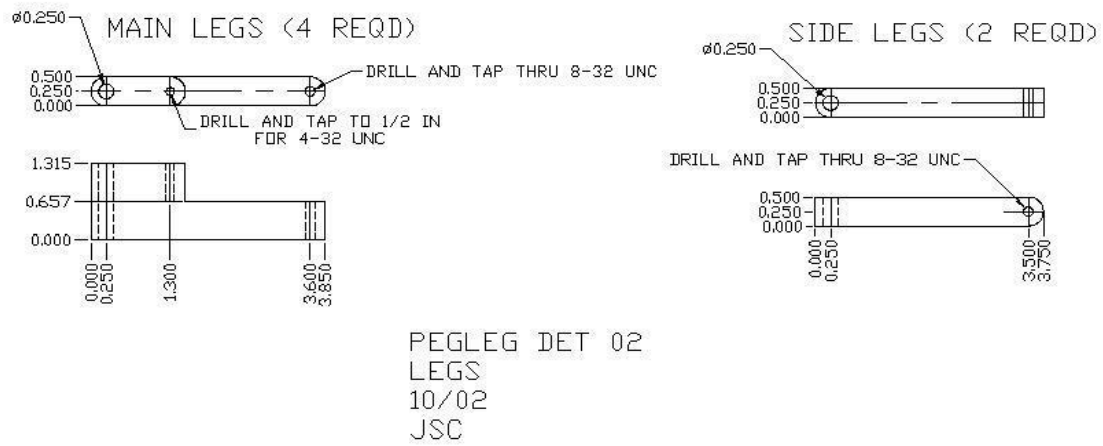 ø0.250
MAIN LEGS (4 REQD)
0.500
0.250
0.000
DRILL AND TAP THRU 8-32 UNC
DRILL AND TAP TO 1/2 IN
FOR 4-32 UNC
1.315
0.657
0.000
0.000
0.250
1.300
3.600
3.850
SIDE LEGS (2 REQD)
ø0.250
0.500
0.250
0.000
DRILL AND TAP THRU 8-32 UNC
0.500
0.250
0.000
0.000
0.250
3.500
3.750
PEGLEG DET 02
LEGS
10/02
JSC